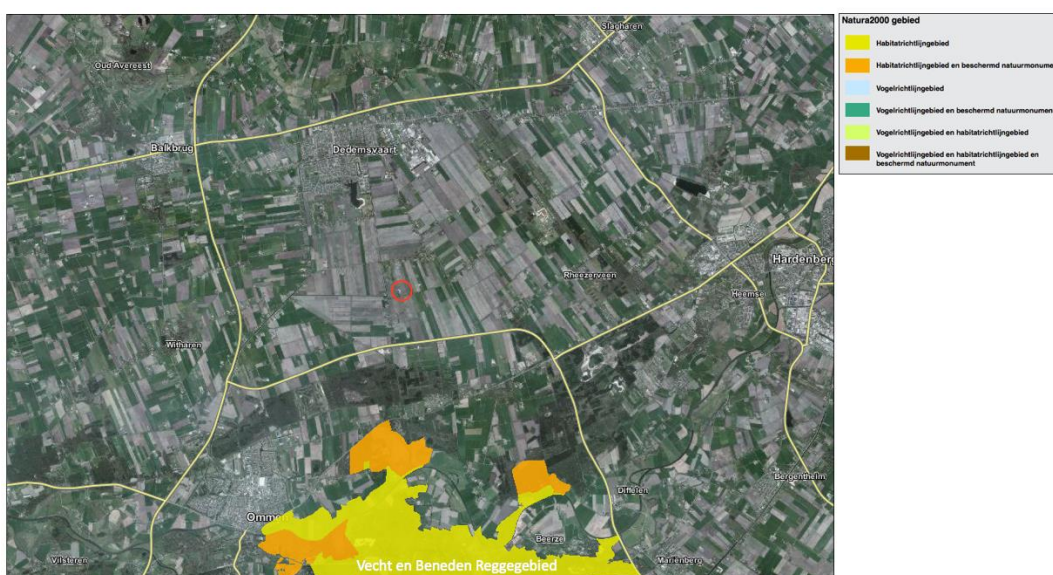 Natura2000 gebied
Habitatrichtlijngebied
Habitatrichtlijngebied en beschermd natuurmonume
Vogelrichtlijngebied
Vogelrichtlijngebied en beschermd natuurmonument
Vogelrichtlijngebied en habitatrichtlijngebied
Vogelrichtlijngebied en habitatrichtlijngebied en
beschermd natuurmonument
Slagharen
Oud Avereest
Balkbrug
Dedemsvaart
Rheezerveen
Hardenberg
Heemse
Witharen
Bergentheim
Diffelen
Ommen
Beerze
Vilsteren
Mariënberg
Vecht en Beneden Reggegebied